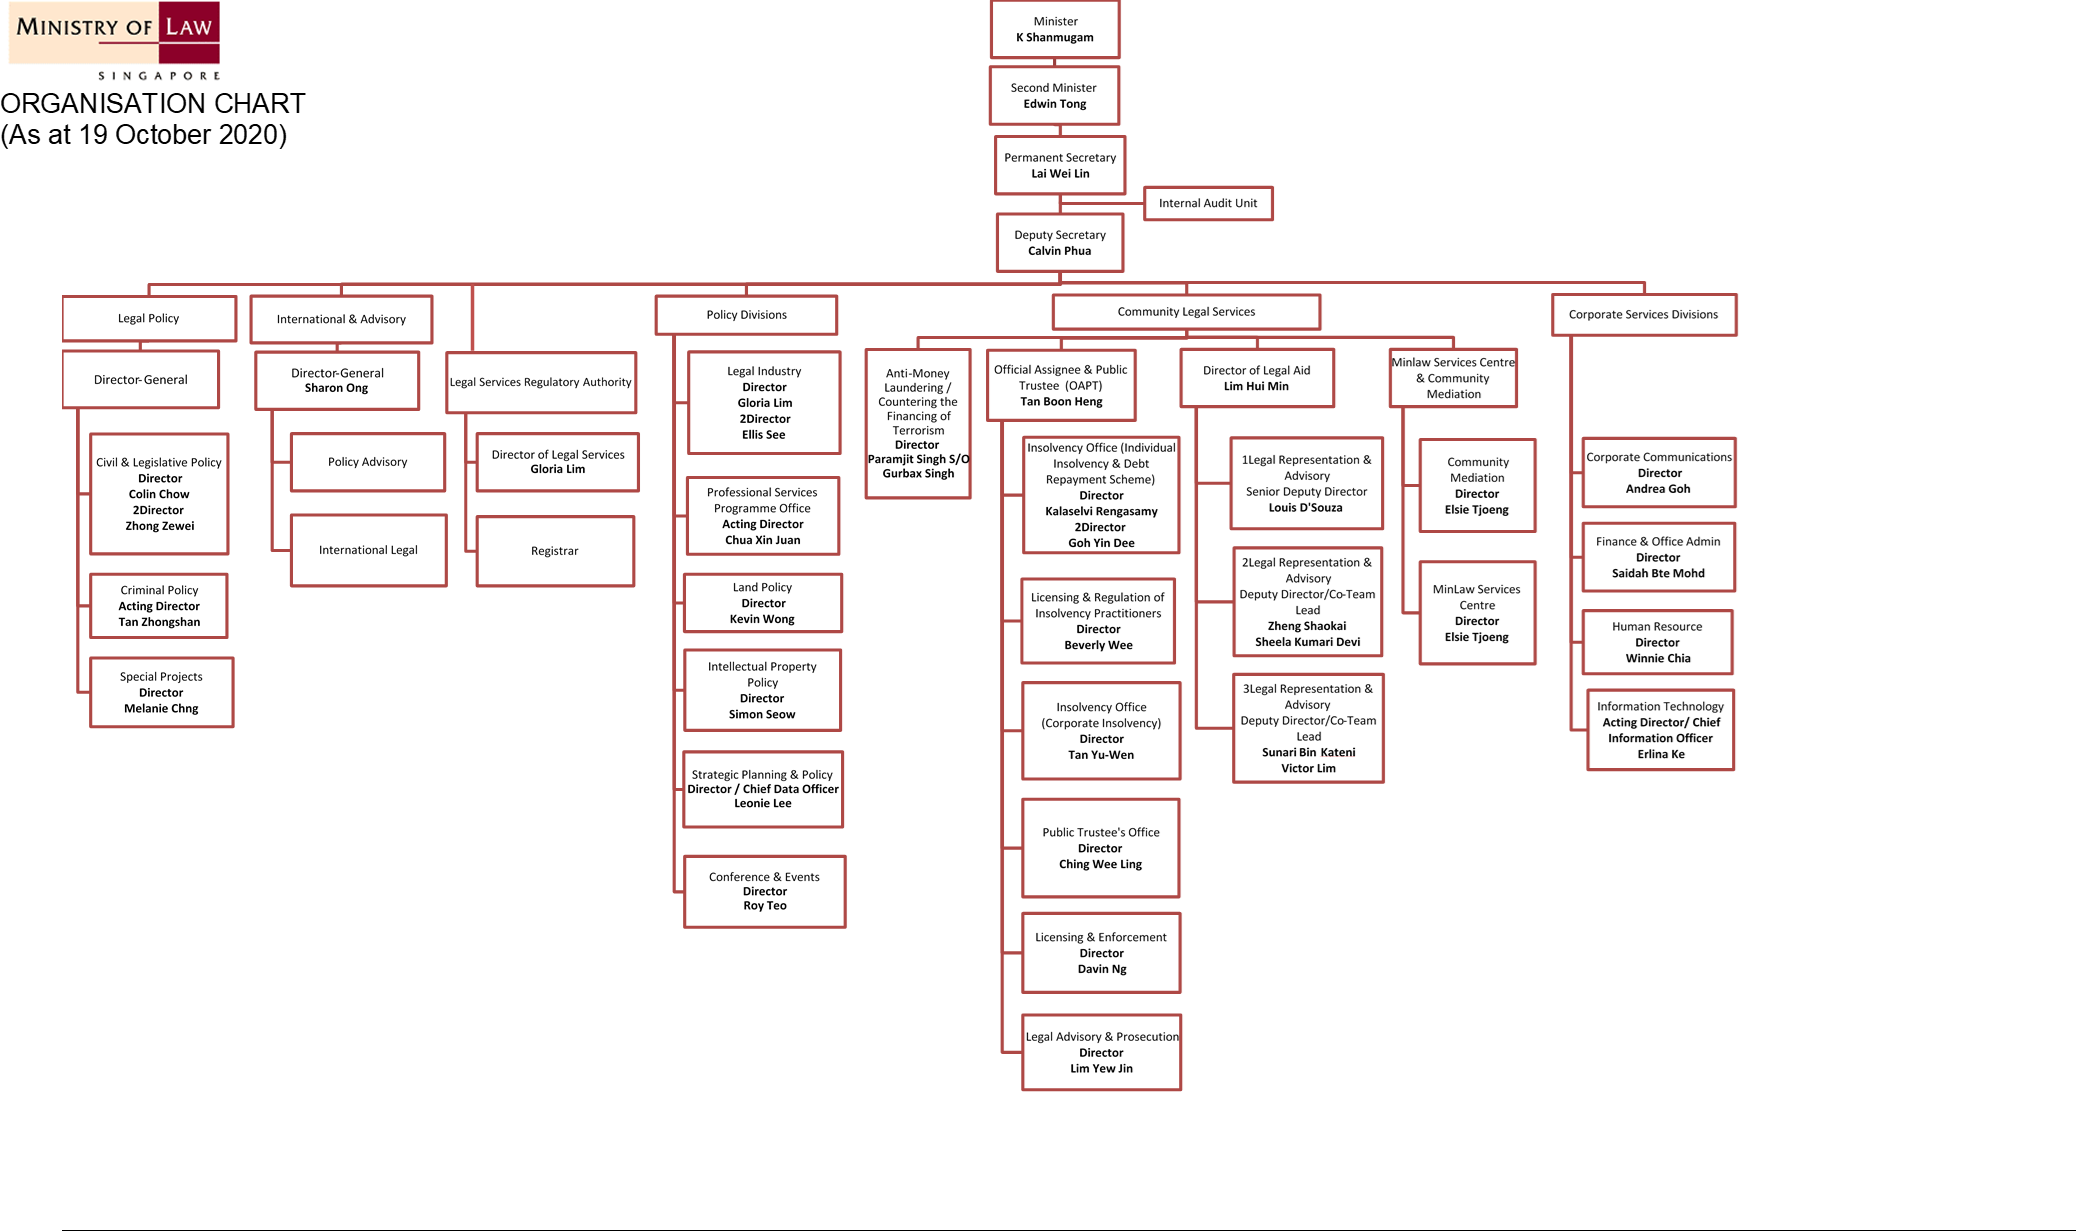 MINISTRY OF LAW
SINGAPORE
ORGANISATION CHART
(As at 19 October 2020)
Minister
K Shanmugam
Second Minister
Edwin Tong
Permanent Secretary
Lai Wei Lin
Internal Audit Unit
Deputy Secretary
Calvin Phua
Legal Policy
Director-General
Civil & Legislative Policy
Director
Colin Chow
2Director
Zhong Zewei
Criminal Policy
Acting Director
Tan Zhongshan
Special Projects
Director
Melanie Chng
International & Advisory
Director-General
Sharon Ong
Policy Advisory
International Legal
Legal Services Regulatory Authority
Director of Legal Services
Gloria Lim
Registrar
Policy Divisions
Legal Industry
Director
Gloria Lim
2Director
Ellis See
Professional Services
Programme Office
Acting Director
Chua Xin Juan
Land Policy
Director
Kevin Wong
Intellectual Property
Policy
Director
Simon Seow
Strategic Planning & Policy
Director / Chief Data Officer
Leonie Lee
Conference & Events
Director
Roy Teo
Community Legal Services
Anti-Money
Laundering /
Countering the
Financing of
Terrorism
Director
Paramjit Singh S/O
Gurbax Singh
Official Assignee & Public
Trustee (OAPT)
Tan Boon Heng
Insolvency Office (Individual
Insolvency & Debt
Repayment Scheme)
Director
Kalaselvi Rengasamy
2Director
Goh Yin Dee
Licensing & Regulation of
Insolvency Practitioners
Director
Beverly Wee
Insolvency Office
(Corporate Insolvency)
Director
Tan Yu-Wen
Public Trustee's Office
Director
Ching Wee Ling
Licensing & Enforcement
Director
Davin Ng
Legal Advisory & Prosecution
Director
Lim Yew Jin
Director of Legal Aid
Lim Hui Min
1Legal Representation &
Advisory
Senior Deputy Director
Louis D'Souza
2Legal Representation &
Advisory
Deputy Director/Co-Team
Lead
Zheng Shaokai
Sheela Kumari Devi
3Legal Representation &
Advisory
Deputy Director/Co-Team
Lead
Sunari Bin Kateni
Victor Lim
Minlaw Services Centre
& Community
Mediation
Community
Mediation
Director
Elsie Tjoeng
MinLaw Services
Centre
Director
Elsie Tjoeng
Corporate Services Divisions
Corporate Communications
Director
Andrea Goh
Finance & Office Admin
Director
Saidah Bte Mohd
Human Resource
Director
Winnie Chia
Information Technology
Acting Director/ Chief
Information Officer
Erlina Ke